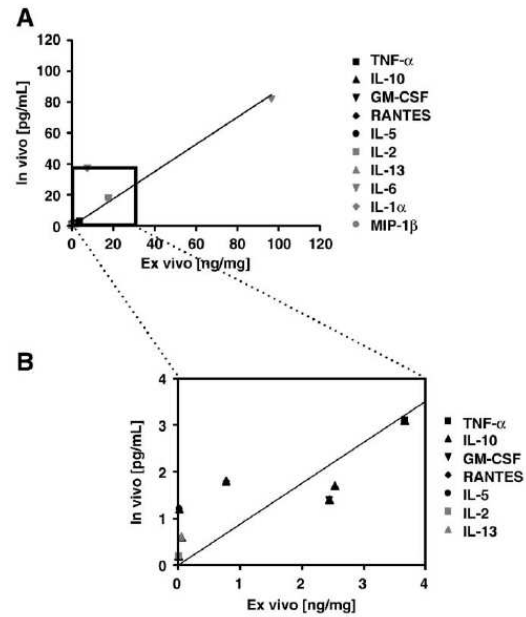 A
120
100
80
60
40
20
0
In vivo [pg/mL]
0 20 40 60 80 100 120
Ex vivo [ng/mg]
TNF-α
IL-10
GM-CSF
RANTES
IL-5
IL-2
IL-13
IL-6
IL-1α
MIP-1β
B
4
3
2
1
0
In vivo [pg/mL]
0 1 2 3 4
Ex vivo [ng/mg]
TNF-α
IL-10
GM-CSF
RANTES
IL-5
IL-2
IL-13